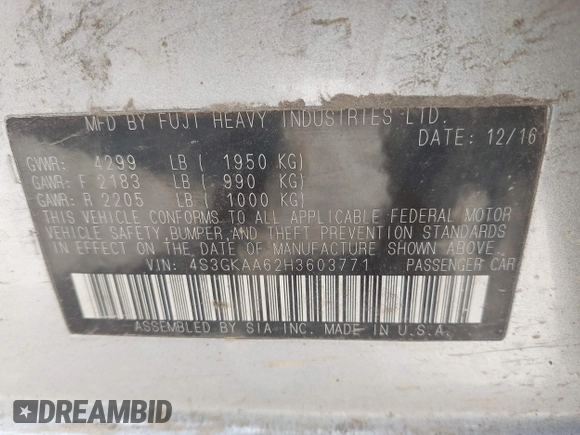 MFD BY FUJI HEAVY INDUSTRIES LTD.
DATE: 12/16
GVWR: 4299 LB ( 1950 KG)
GAWR: F 2183 LB ( 990 KG)
GAWR: R 2205 LB ( 1000 KG)
THIS VEHICLE CONFORMS TO ALL APPLICABLE FEDERAL MOTOR
VEHICLE SAFETY, BUMPER, AND THEFT PREVENTION STANDARDS
IN EFFECT ON THE DATE OF MANUFACTURE SHOWN ABOVE.
VIN: 4S3GKAA62H3603771 PASSENGER CAR
ASSEMBLED BY SIA INC. MADE IN U.S.A.
DREAMBID